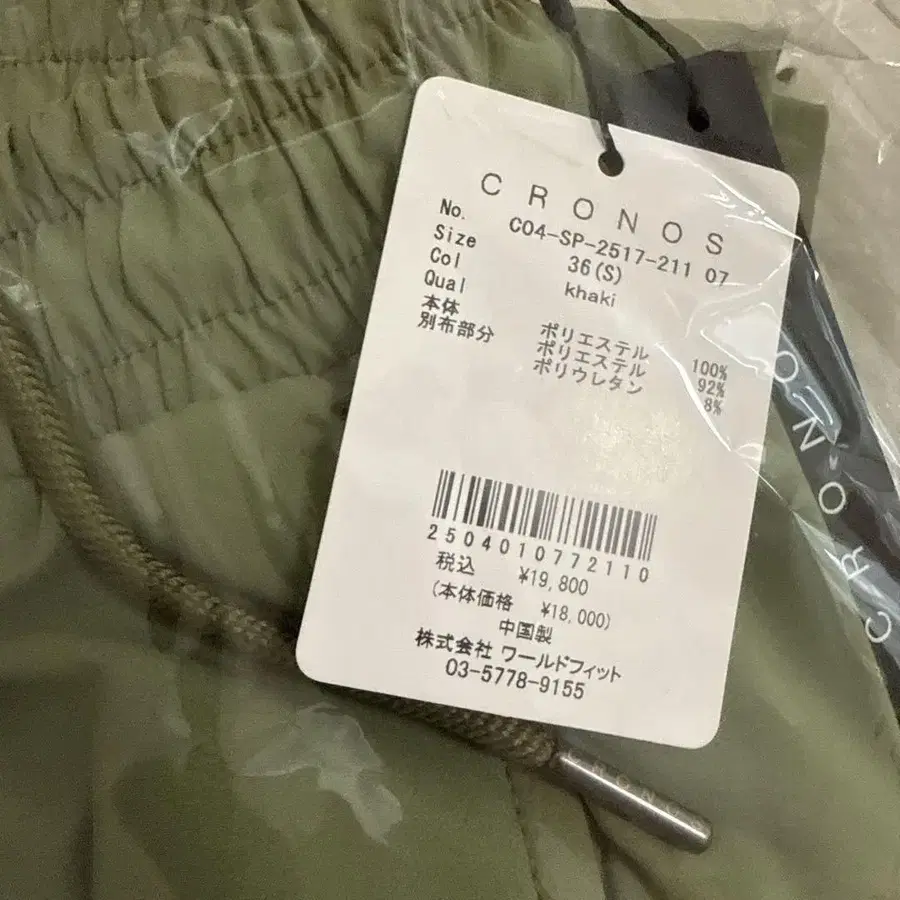 CRONOS
No. C04-SP-2517-211 07
Size 36(S)
Col khaki
Qual
本体 ポリエステル 100%
別布部分 ポリエステル 92%
ポリウレタン 8%
2504010772110
税込 ¥19,800
(本体価格 ¥18,000)
中国製
株式会社 ワールドフィット
03-5778-9155
CRONO
CRONOS